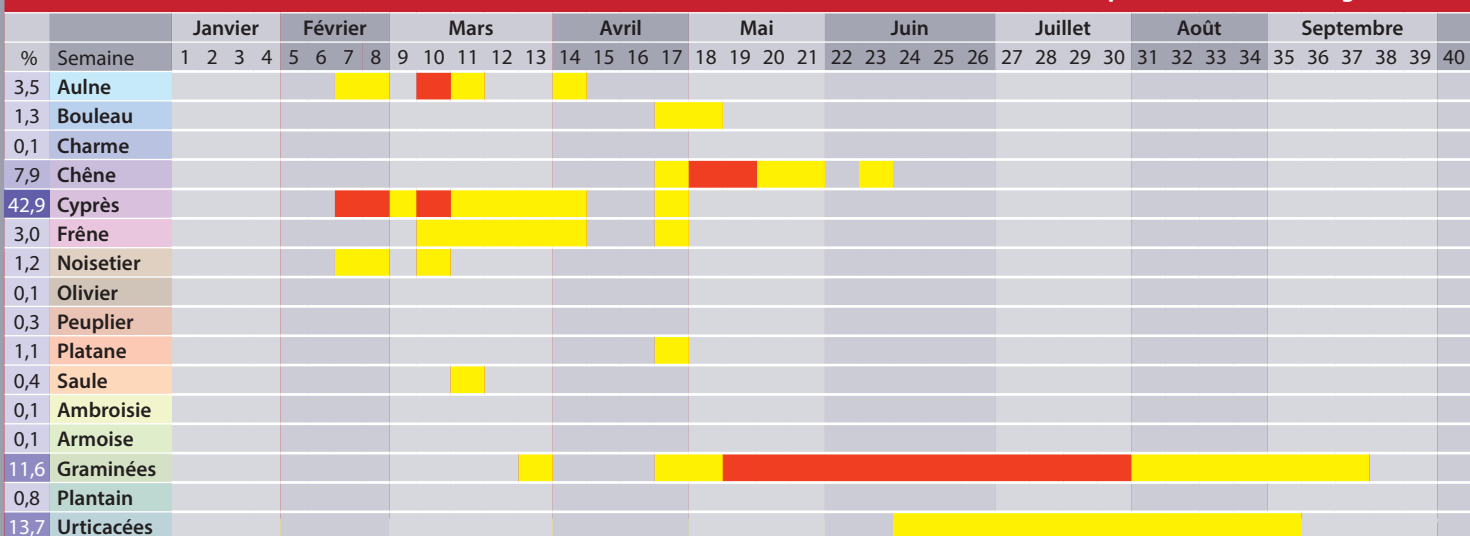 Janvier Février Mars Avril Mai Juin Juillet Août Septembre
% Semaine 1 2 3 4 5 6 7 8 9 10 11 12 13 14 15 16 17 18 19 20 21 22 23 24 25 26 27 28 29 30 31 32 33 34 35 36 37 38 39 40
3,5 Aulne
1,3 Bouleau
0,1 Charme
7,9 Chêne
42,9 Cyprès
3,0 Frêne
1,2 Noisetier
0,1 Olivier
0,3 Peuplier
1,1 Platane
0,4 Saule
0,1 Ambroisie
0,1 Armoise
11,6 Graminées
0,8 Plantain
13,7 Urticacées